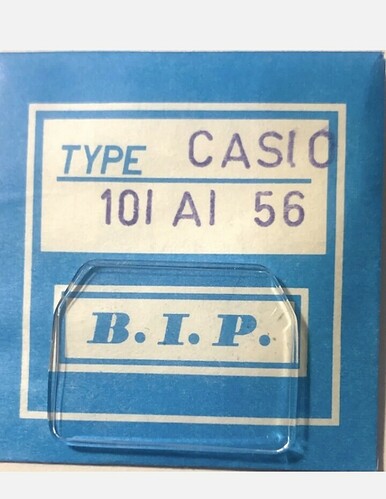 TYPE CASIO
101 A1 56
B.I.P.